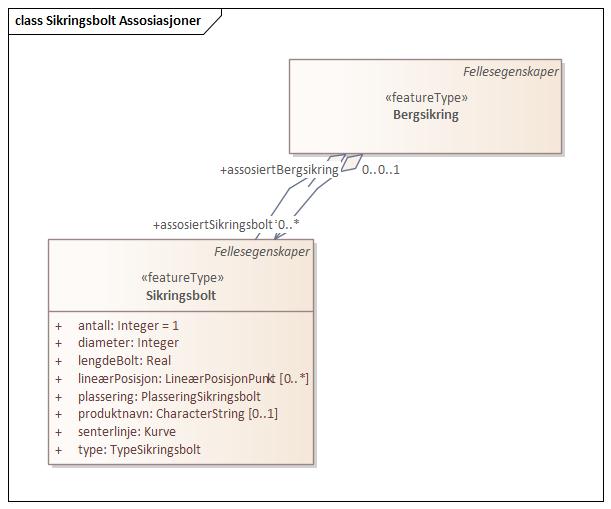 class Sikringsbolt Assosiasjoner
Fellesegenskaper
«featureType»
Bergsikring
+assosiertBergsikring 0..0..1
+assosiertSikringsbolt 0..*
Fellesegenskaper
«featureType»
Sikringsbolt
+ antall: Integer = 1
+ diameter: Integer
+ lengdeBolt: Real
+ lineærPosisjon: LineærPosisjonPunkt [0..*]
+ plassering: PlasseringSikringsbolt
+ produktnavn: CharacterString [0..1]
+ senterlinje: Kurve
+ type: TypeSikringsbolt